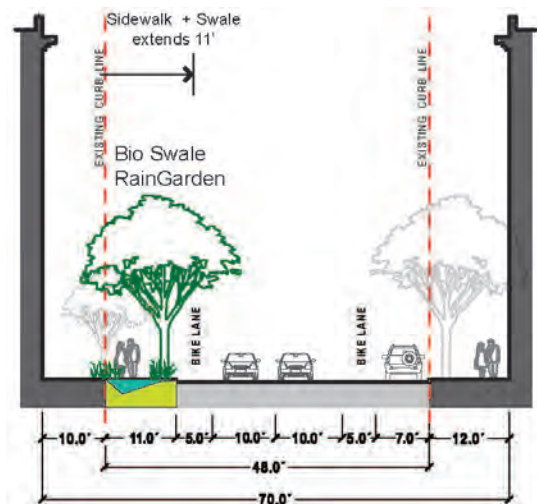 Sidewalk + Swale
extends 11'
EXISTING CURB LINE
EXISTING CURB LINE
Bio Swale
RainGarden
BIKE LANE
BIKE LANE
10.0' 11.0' 5.0' 10.0' 10.0' 5.0' 7.0' 12.0'
48.0'
70.0'